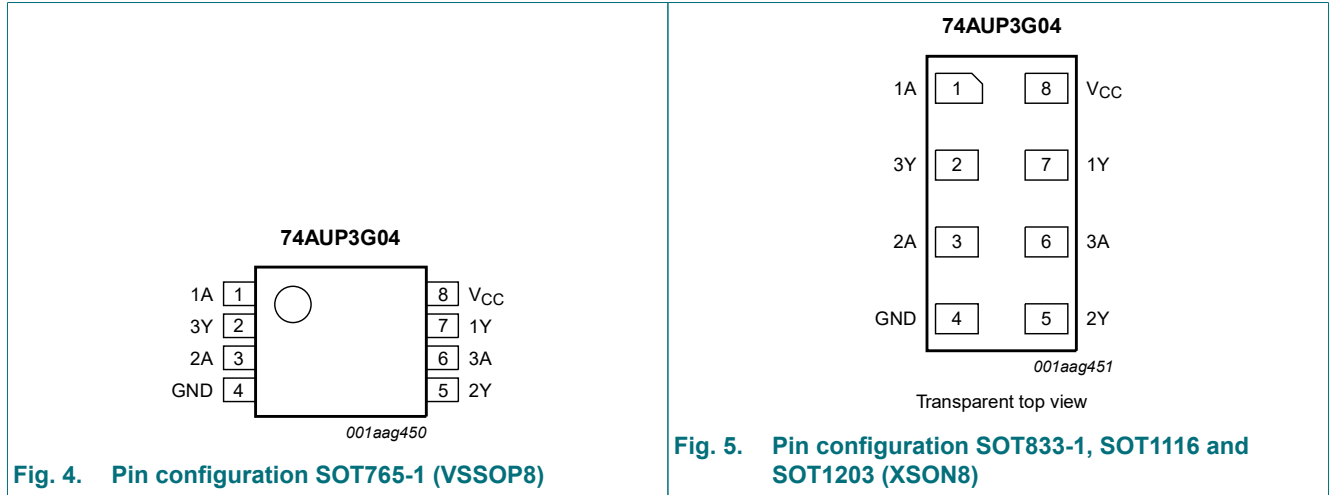 74AUP3G04
1A 1 8 VCC
3Y 2 7 1Y
2A 3 6 3A
GND 4 5 2Y
001aag450
Fig. 4. Pin configuration SOT765-1 (VSSOP8)
74AUP3G04
1A 1 8 VCC
3Y 2 7 1Y
2A 3 6 3A
GND 4 5 2Y
001aag451
Transparent top view
Fig. 5. Pin configuration SOT833-1, SOT1116 and
SOT1203 (XSON8)